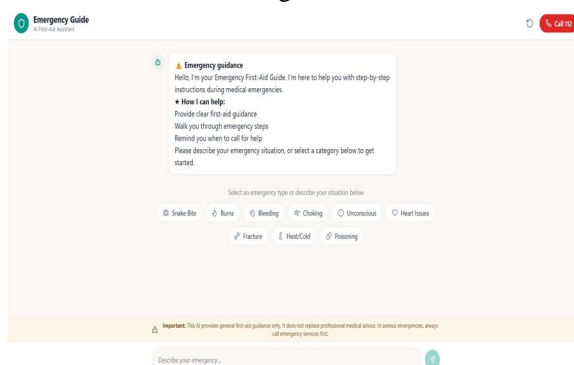 Emergency Guide
AI First-Aid Assistant
Call 112
Emergency guidance
Hello, I'm your Emergency First-Aid Guide. I'm here to help you with step-by-step
instructions during medical emergencies.
How I can help:
Provide clear first-aid guidance
Walk you through emergency steps
Remind you when to call for help
Please describe your emergency situation, or select a category below to get
started.
Select an emergency type or describe your situation below
Snake Bite Burns Bleeding Choking Unconscious Heart Issues
Fracture Heat/Cold Poisoning
Important: This AI provides general first-aid guidance only. It does not replace professional medical advice. In serious emergencies, always
call emergency services first.
Describe your emergency...